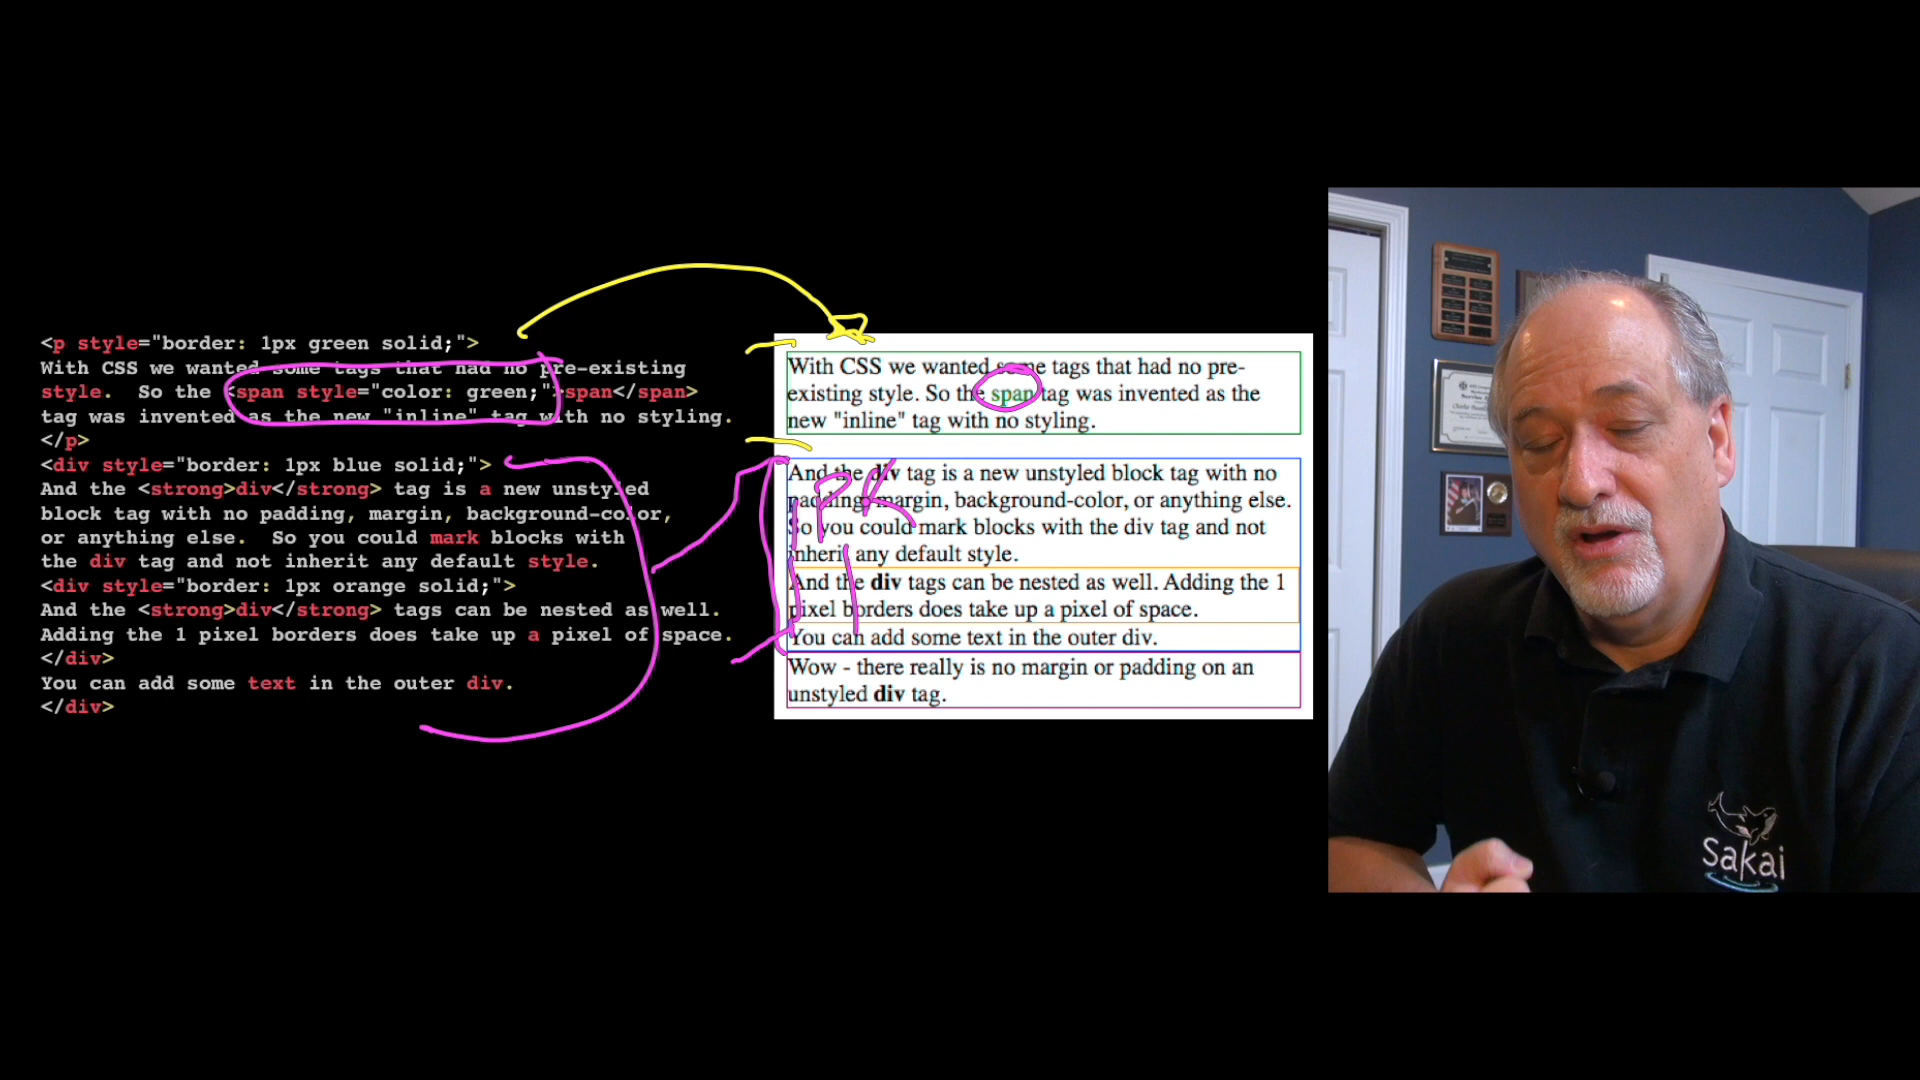 <p style="border: 1px green solid;">
With CSS we wanted some tags that had no pre-existing
style.  So the <span style="color: green;">span</span>
tag was invented as the new "inline" tag with no styling.
</p>
<div style="border: 1px blue solid;">
And the <strong>div</strong> tag is a new unstyled
block tag with no padding, margin, background-color,
or anything else.  So you could mark blocks with
the div tag and not inherit any default style.
<div style="border: 1px orange solid;">
And the <strong>div</strong> tags can be nested as well.
Adding the 1 pixel borders does take up a pixel of space.
</div>
You can add some text in the outer div.
</div>
With CSS we wanted some tags that had no pre-
existing style. So the span tag was invented as the
new "inline" tag with no styling.
And the div tag is a new unstyled block tag with no
padding, margin, background-color, or anything else.
So you could mark blocks with the div tag and not
inherit any default style.
And the div tags can be nested as well. Adding the 1
pixel borders does take up a pixel of space.
You can add some text in the outer div.
Wow - there really is no margin or padding on an
unstyled div tag.
Sakai